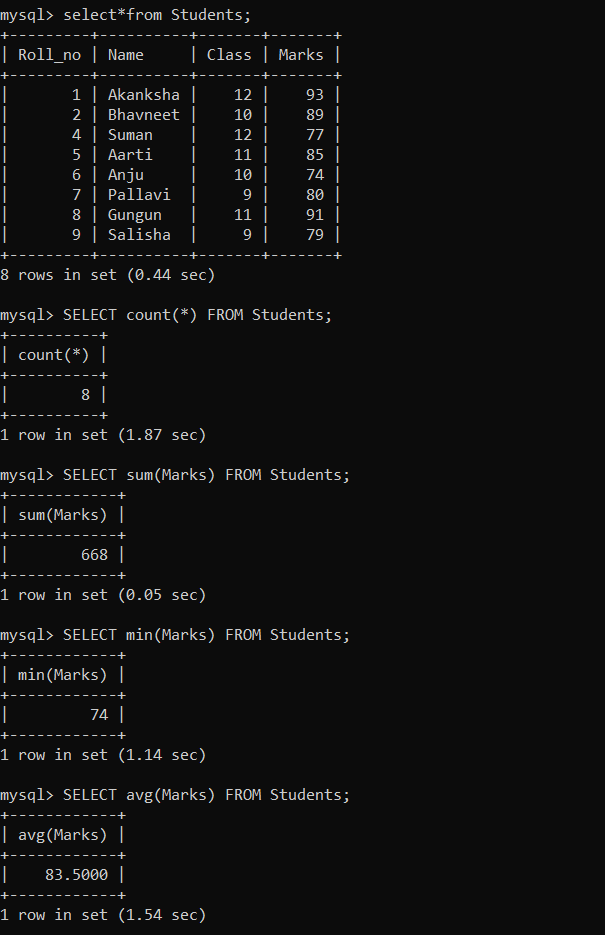 mysql> select*from Students;
+---------+----------+-------+-------+
| Roll_no | Name     | Class | Marks |
+---------+----------+-------+-------+
|       1 | Akanksha |    12 |    93 |
|       2 | Bhavneet |    10 |    89 |
|       4 | Suman    |    12 |    77 |
|       5 | Aarti    |    11 |    85 |
|       6 | Anju     |    10 |    74 |
|       7 | Pallavi  |     9 |    80 |
|       8 | Gungun   |    11 |    91 |
|       9 | Salisha  |     9 |    79 |
+---------+----------+-------+-------+
8 rows in set (0.44 sec)

mysql> SELECT count(*) FROM Students;
+----------+
| count(*) |
+----------+
|        8 |
+----------+
1 row in set (1.87 sec)

mysql> SELECT sum(Marks) FROM Students;
+------------+
| sum(Marks) |
+------------+
|        668 |
+------------+
1 row in set (0.05 sec)

mysql> SELECT min(Marks) FROM Students;
+------------+
| min(Marks) |
+------------+
|         74 |
+------------+
1 row in set (1.14 sec)

mysql> SELECT avg(Marks) FROM Students;
+------------+
| avg(Marks) |
+------------+
|    83.5000 |
+------------+
1 row in set (1.54 sec)